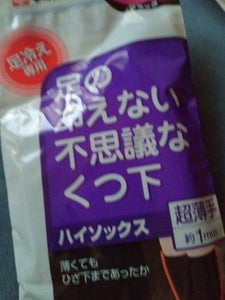 足冷え
専用
足の
冷えない
不思議な
くつ下
ハイソックス
超薄手
約1mm
薄くても
ひざ下まであったか